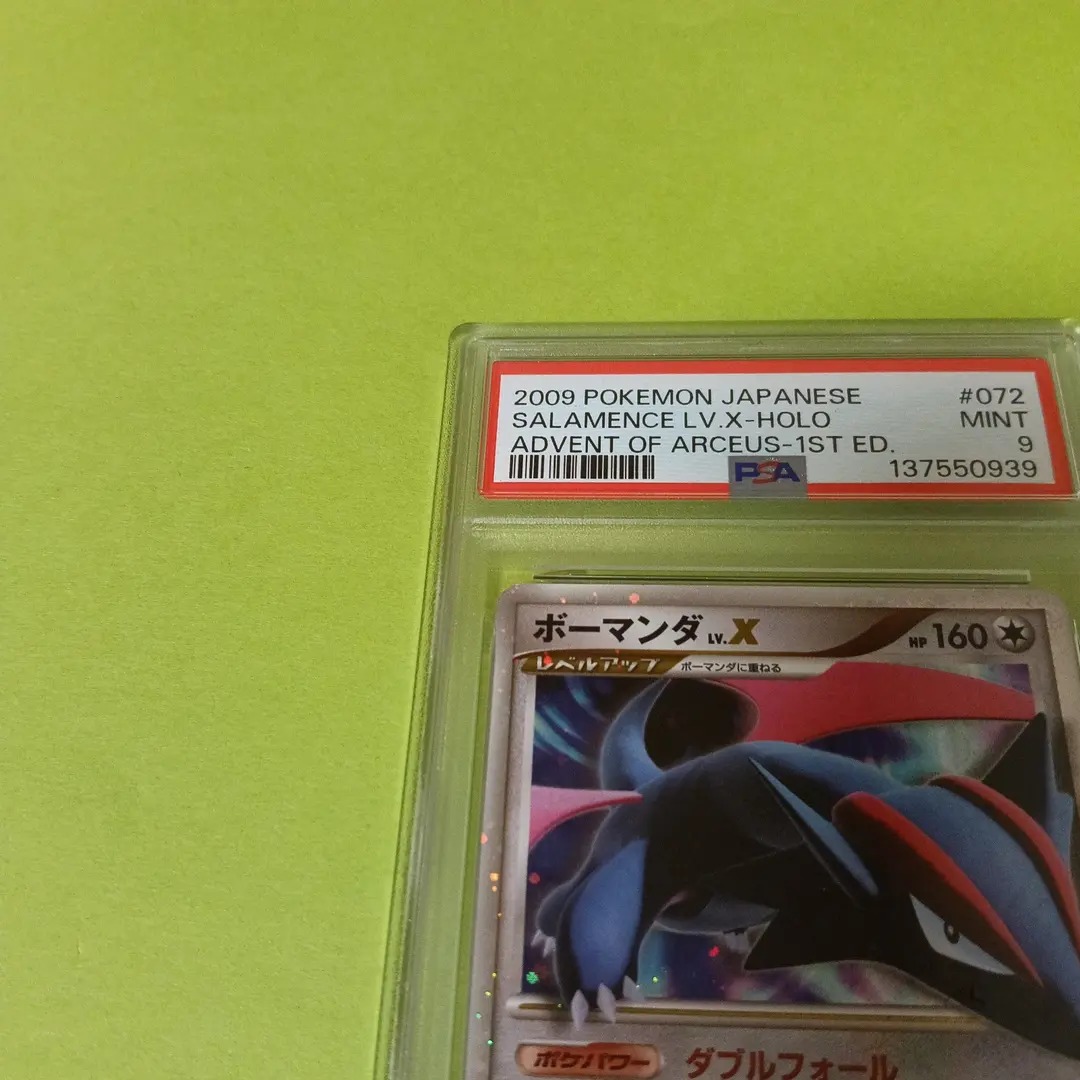 2009 POKEMON JAPANESE #072
SALAMENCE LV.X-HOLO MINT
ADVENT OF ARCEUS-1ST ED. 9
PSA 137550939
ボーマンダ LV.X HP 160
レベルアップ ボーマンダに重ねる
ポケパワー ダブルフォール